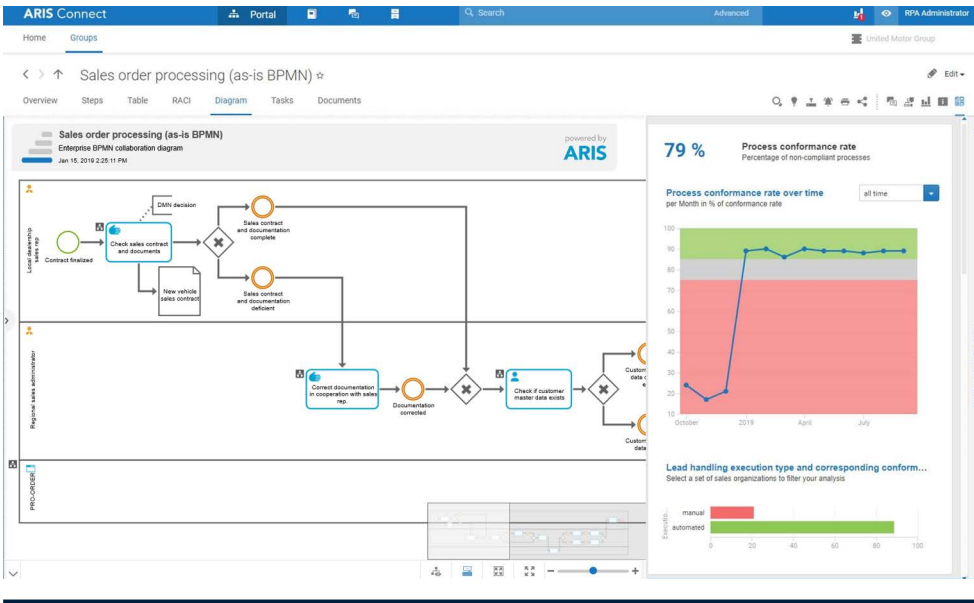 ARIS Connect
Portal
Search
Advanced
RPA Administrator
Home
Groups
United Motor Group
Sales order processing (as-is BPMN)
Edit
Overview
Steps
Table
RACI
Diagram
Tasks
Documents
Sales order processing (as-is BPMN)
Enterprise BPMN collaboration diagram
Jan 15, 2019 2:25:11 PM
powered by
ARIS
Local dealership
sales rep
Contract finalized
Check sales contract
and documents
DMN decision
New vehicle
sales contract
Sales contract
and documentation
complete
Sales contract
and documentation
deficient
Regional sales administrator
Correct documentation
in cooperation with sales
rep.
Documentation
corrected
Check if customer
master data exists
Custom
data
e
Custom
data
PRO-ORDER
79 %
Process conformance rate
Percentage of non-compliant processes
Process conformance rate over time
per Month in % of conformance rate
all time
100
90
80
70
60
50
40
30
20
10
October
2019
April
July
Lead handling execution type and corresponding conform...
Select a set of sales organizations to filter your analysis
Executio...
manual
automated
0
20
40
60
80
100